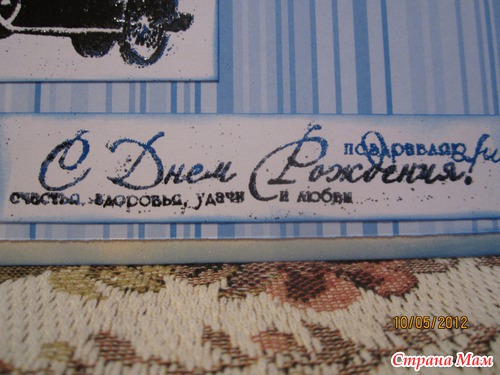 поздравляю
С Днем Рождения!
счастья, здоровья, удачи и любви
10/05/2012
Страна Мам